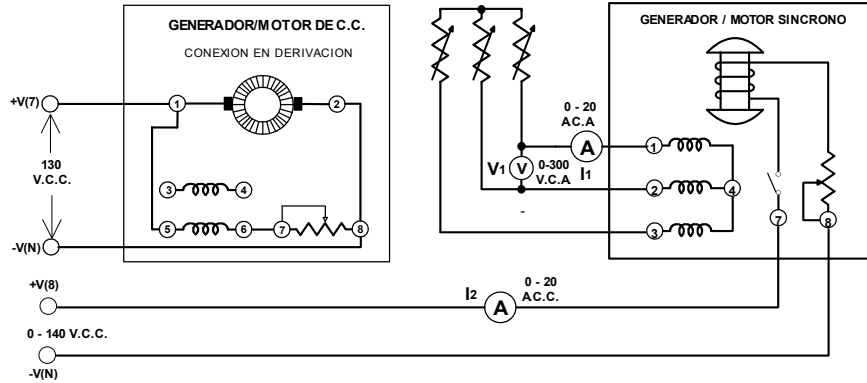 GENERADOR/MOTOR DE C.C.
CONEXION EN DERIVACION
+V(7)
1
2
130
V.C.C.
3
4
5
6
7
8
-V(N)
GENERADOR / MOTOR SINCRONO
0 - 20
A.C.A
A
I1
V1
V
0-300
V.C.A
1
2
3
4
7
8
-
+V(8)
I2
A
0 - 20
A.C.C.
0 - 140 V.C.C.
-V(N)